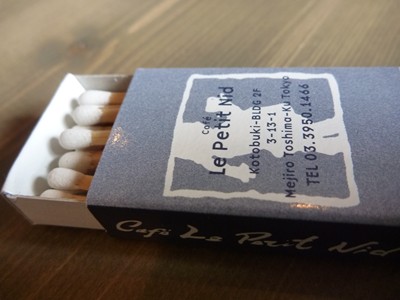 Café
Le Petit Nid
Kotobuki-BLDG 2F
3-13-1
Mejiro Toshima-Ku Tokyo
TEL 03.3950.1466
Café Le Petit Nid